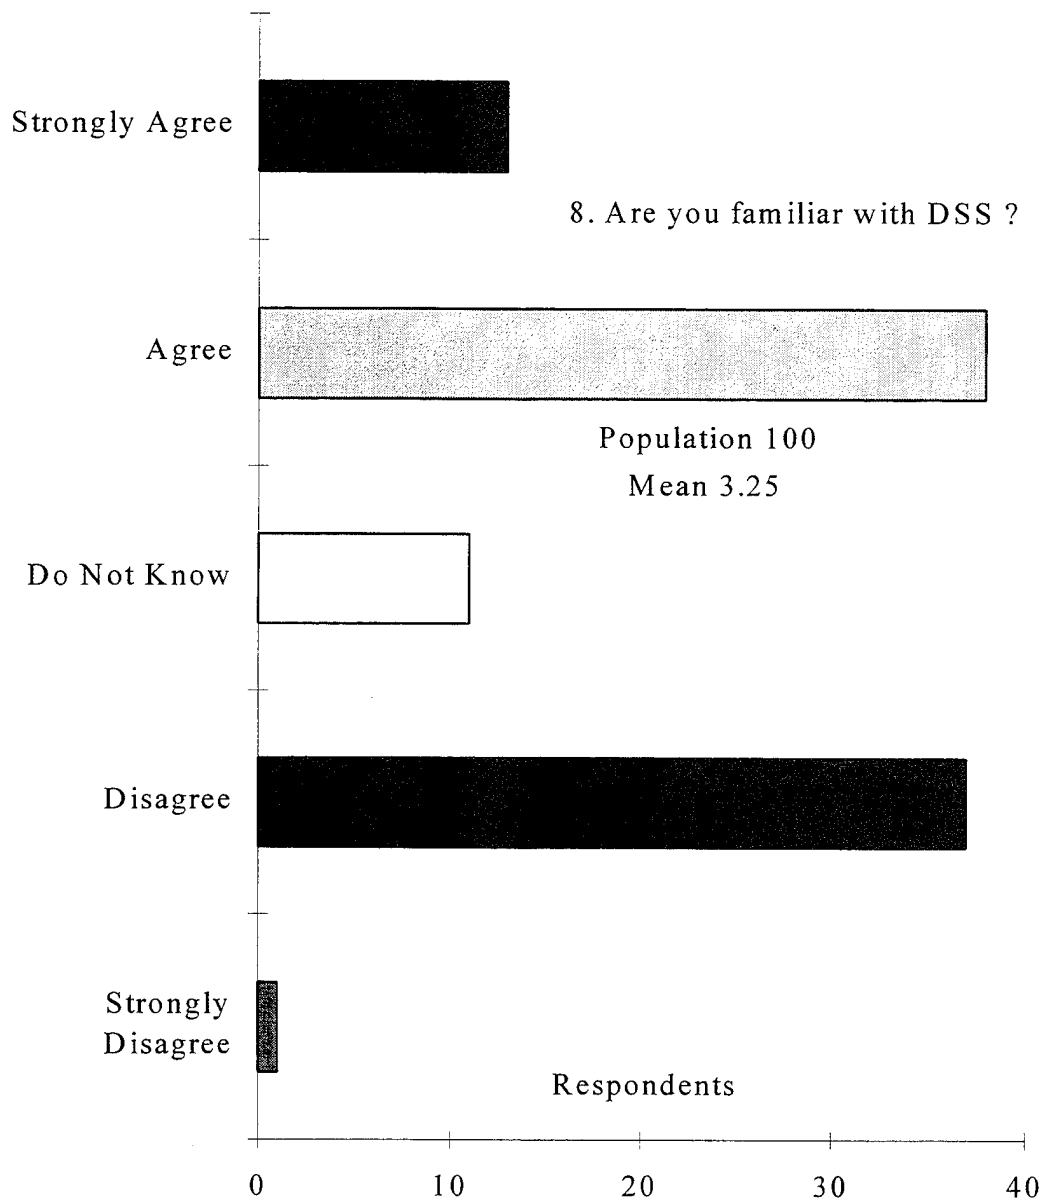 Strongly Agree
8. Are you familiar with DSS ?
Agree
Population 100
Mean 3.25
Do Not Know
Disagree
Strongly
Disagree
Respondents
0 10 20 30 40